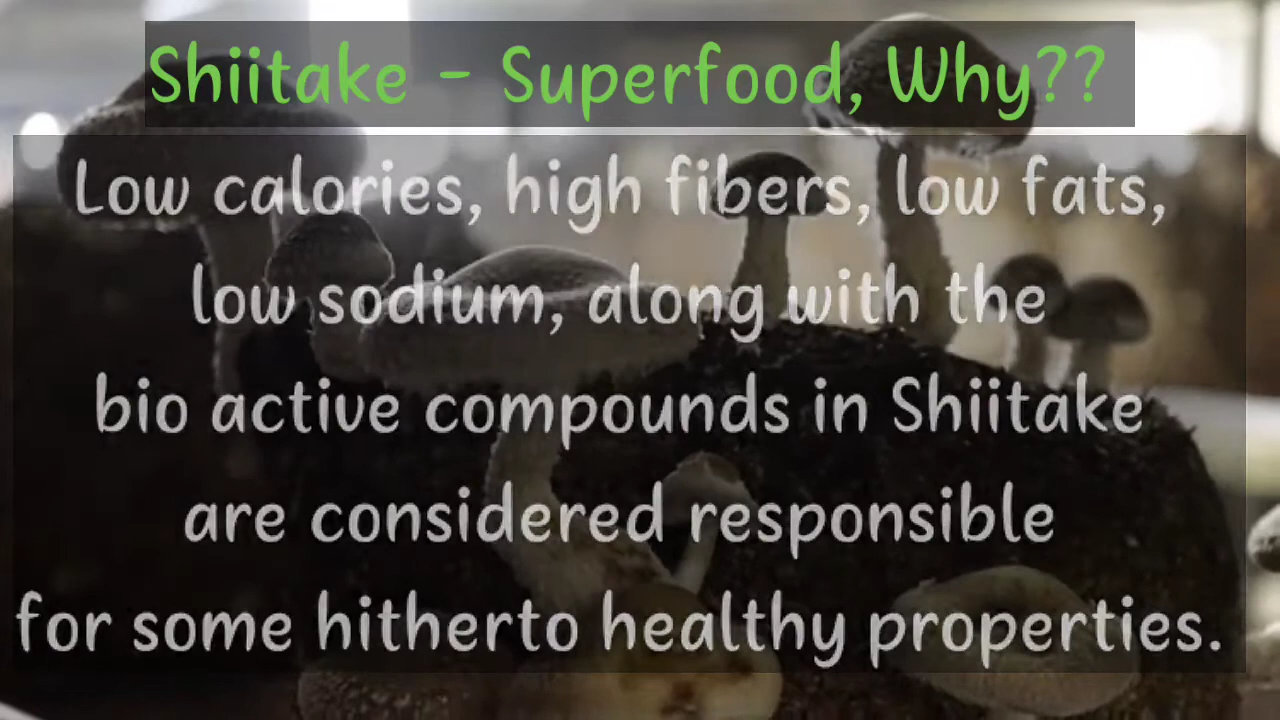 Shiitake - Superfood, Why??
Low calories, high fibers, low fats,
low sodium, along with the
bio active compounds in Shiitake
are considered responsible
for some hitherto healthy properties.